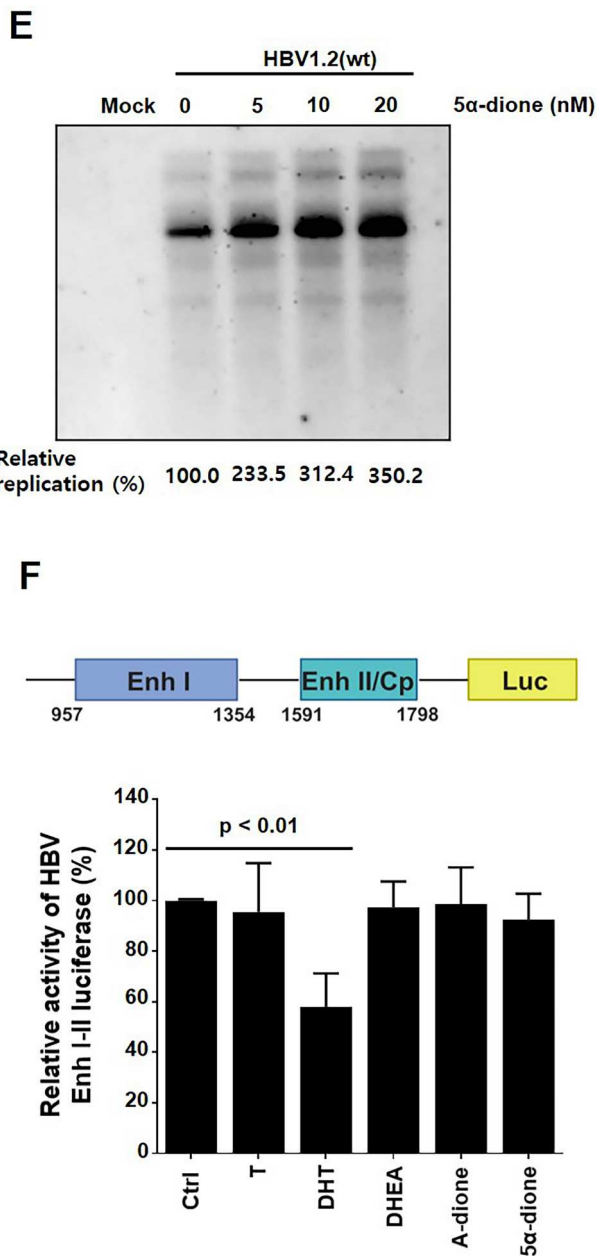 E
HBV1.2(wt)
Mock 0 5 10 20 5α-dione (nM)
Relative
replication (%) 100.0 233.5 312.4 350.2
F
Enh I Enh II/Cp Luc
957 1354 1591 1798
Relative activity of HBV
Enh I-II luciferase (%)
140
120
100
80
60
40
20
0
p < 0.01
Ctrl T DHT DHEA A-dione 5α-dione